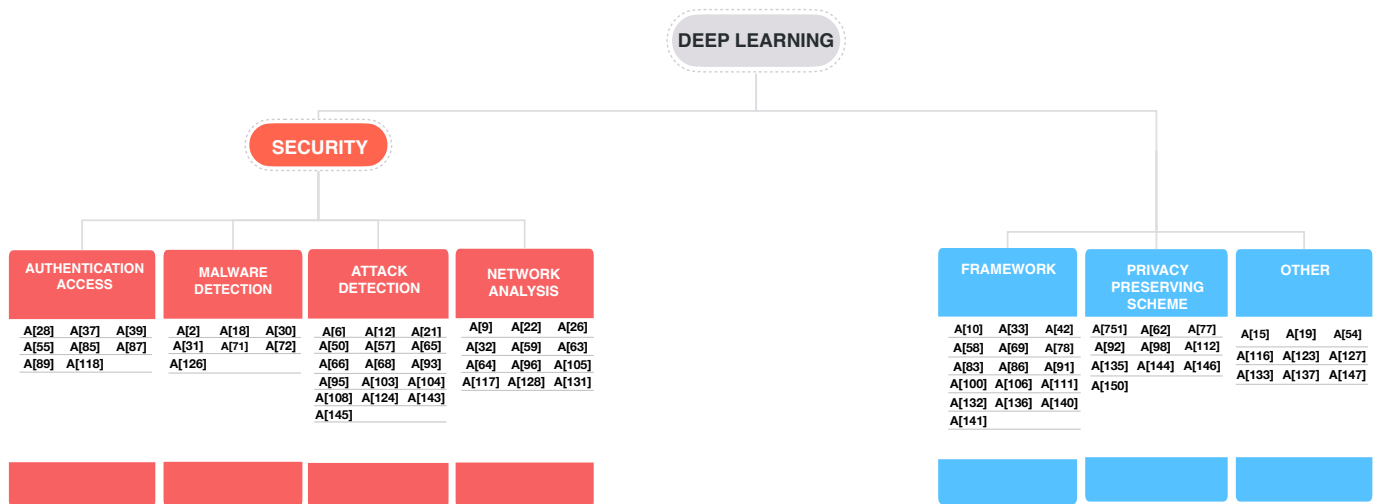 DEEP LEARNING
SECURITY
AUTHENTICATION
ACCESS
A[28] A[37] A[39]
A[55] A[85] A[87]
A[89] A[118]
MALWARE
DETECTION
A[2] A[18] A[30]
A[31] A[71] A[72]
A[126]
ATTACK
DETECTION
A[6] A[12] A[21]
A[50] A[57] A[65]
A[66] A[68] A[93]
A[95] A[103] A[104]
A[108] A[124] A[143]
A[145]
NETWORK
ANALYSIS
A[9] A[22] A[26]
A[32] A[59] A[63]
A[64] A[96] A[105]
A[117] A[128] A[131]
FRAMEWORK
A[10] A[33] A[42]
A[58] A[69] A[78]
A[83] A[86] A[91]
A[100] A[106] A[111]
A[132] A[136] A[140]
A[141]
PRIVACY
PRESERVING
SCHEME
A[751] A[62] A[77]
A[92] A[98] A[112]
A[135] A[144] A[146]
A[150]
OTHER
A[15] A[19] A[54]
A[116] A[123] A[127]
A[133] A[137] A[147]